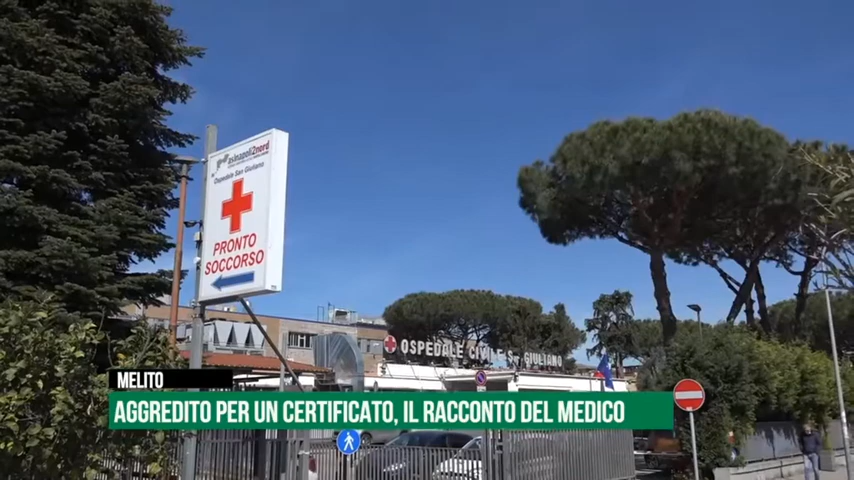 aslnapoli2nord
Ospedale San Giuliano
PRONTO
SOCCORSO
OSPEDALE CIVILE S. GIULIANO
MELITO
AGGREDITO PER UN CERTIFICATO, IL RACCONTO DEL MEDICO